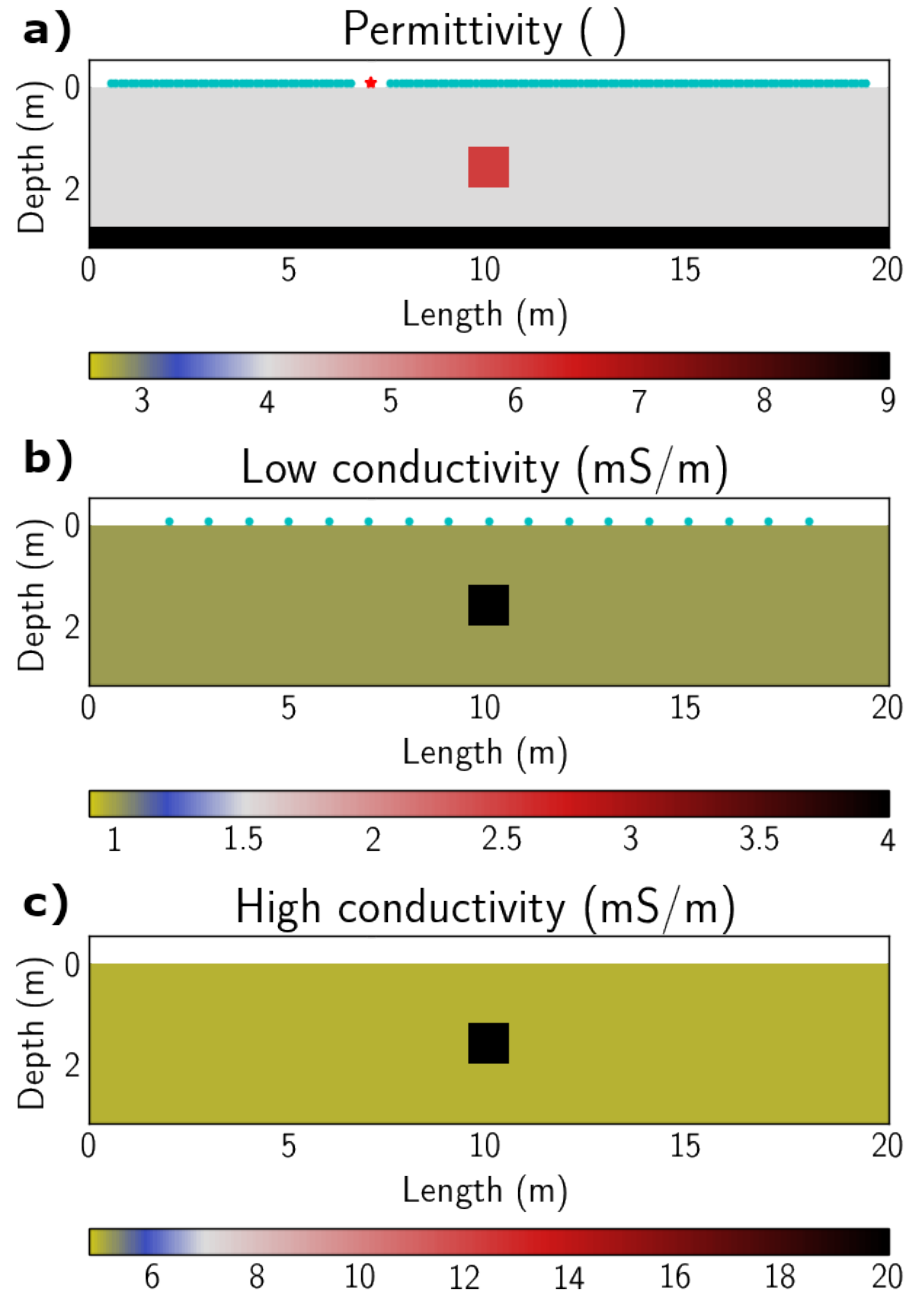 a)
Permittivity ( )
Depth (m)
0
2
0 5 10 15 20
Length (m)
3 4 5 6 7 8 9
b)
Low conductivity (mS/m)
Depth (m)
0
2
0 5 10 15 20
Length (m)
1 1.5 2 2.5 3 3.5 4
c)
High conductivity (mS/m)
Depth (m)
0
2
0 5 10 15 20
Length (m)
6 8 10 12 14 16 18 20